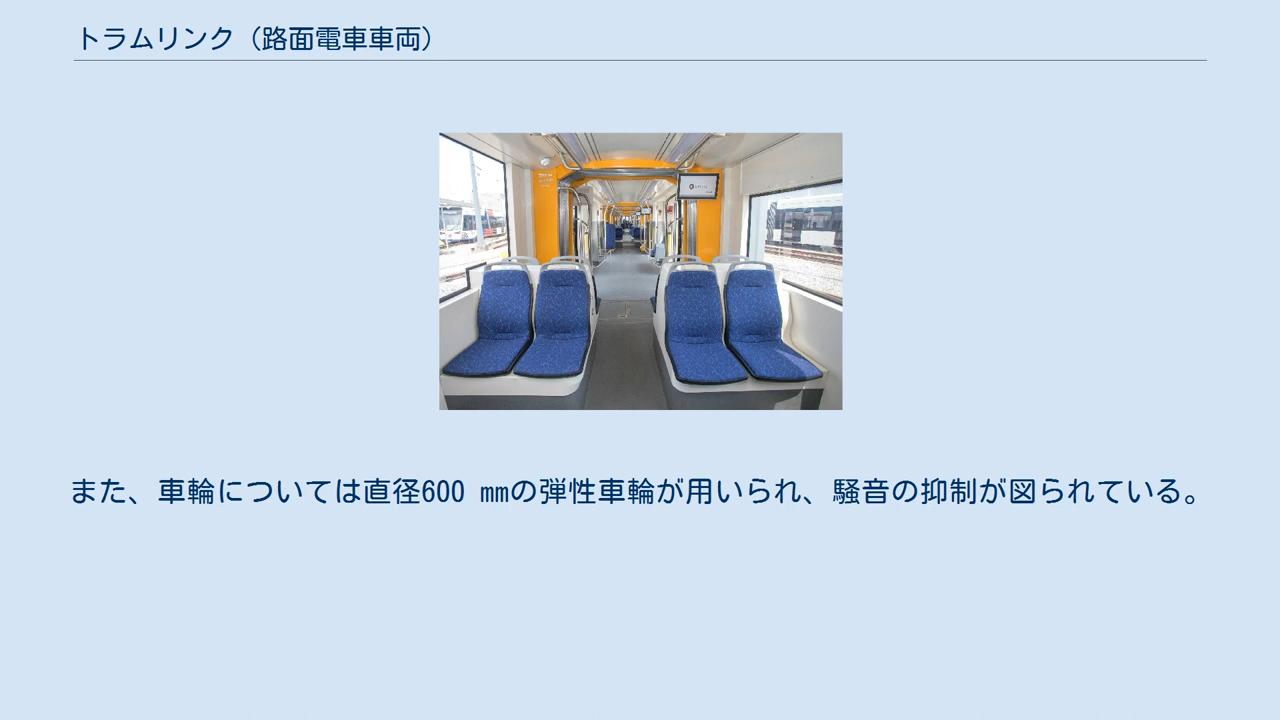 トラムリンク（路面電車車両）
また、車輪については直径600 mmの弾性車輪が用いられ、騒音の抑制が図られている。